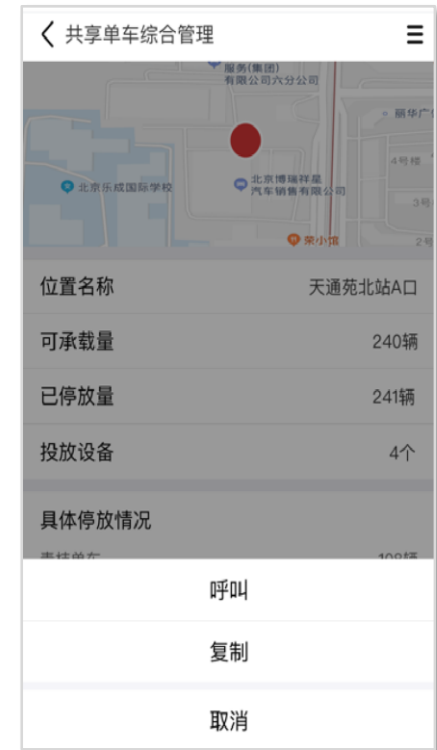 共享单车综合管理
服务(集团)
有限公司六分公司
丽华广
4号楼
北京乐成国际学校
北京博瑞祥星
汽车销售有限公司
3号
荣小馆
2号
位置名称 天通苑北站A口
可承载量 240辆
已停放量 241辆
投放设备 4个
具体停放情况
呼叫
复制
取消